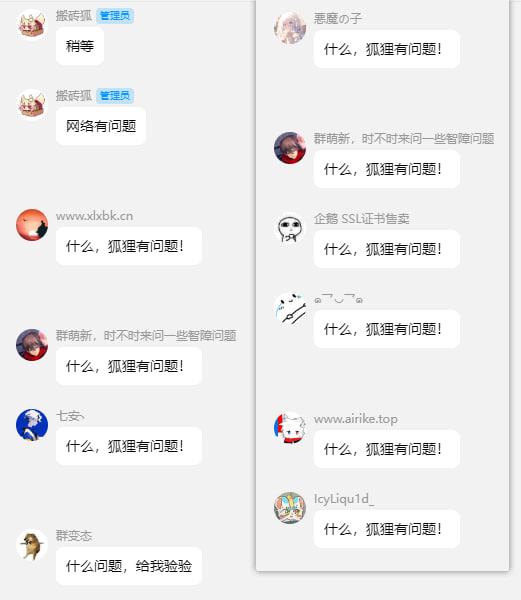 搬砖狐 管理员
稍等
搬砖狐 管理员
网络有问题
www.xlxbk.cn
什么，狐狸有问题！
群萌新，时不时来问一些智障问题
什么，狐狸有问题！
七安丶
什么，狐狸有问题！
群变态
什么问题，给我验验
悪魔の子
什么，狐狸有问题！
群萌新，时不时来问一些智障问题
什么，狐狸有问题！
企鹅 SSL证书售卖
什么，狐狸有问题！
什么，狐狸有问题！
www.airike.top
什么，狐狸有问题！
IcyLiqu1d_
什么，狐狸有问题！